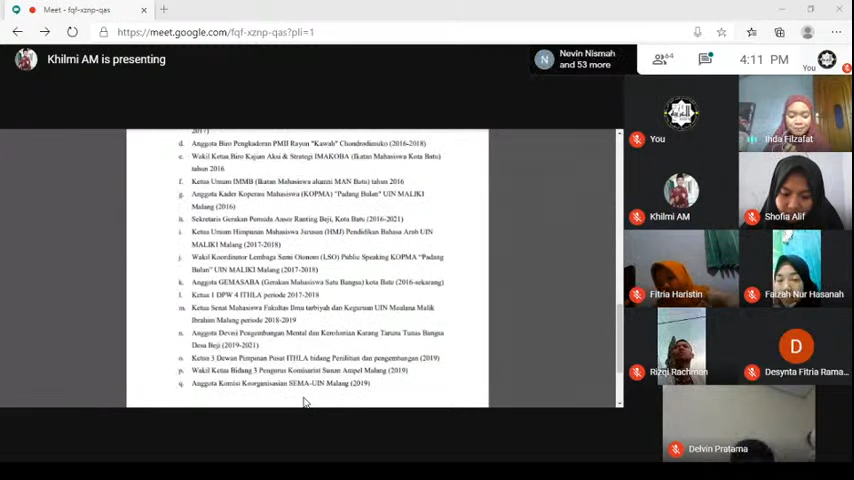 Meet - fqf-xznp-qas
https://meet.google.com/fqf-xznp-qas?pli=1
Khilmi AM is presenting
N
Nevin Nismah
and 53 more
64
4:11 PM
You
2017)
d. Anggota Biro Pengkaderan PMII Rayon "Kawah" Chondrodimuko (2016-2018)
e. Wakil Ketua Biro Kajian Aksi & Strategi IMAKOBA (Ikatan Mahasiswa Kota Batu)
tahun 2016
f. Ketua Umum IMMB (Ikatan Mahasiswa alumni MAN Batu) tahun 2016
g. Anggota Kader Koperasi Mahasiswa (KOPMA) "Padang Bulan" UIN MALIKI
Malang (2016)
h. Sekretaris Gerakan Pemuda Ansor Ranting Beji, Kota Batu (2016-2021)
i. Ketua Umum Himpunan Mahasiswa Jurusan (HMJ) Pendidikan Bahasa Arab UIN
MALIKI Malang (2017-2018)
j. Wakil Koordinator Lembaga Semi Otonom (LSO) Public Speaking KOPMA "Padang
Bulan" UIN MALIKI Malang (2017-2018)
k. Anggota GEMASABA (Gerakan Mahasiswa Satu Bangsa) kota Batu (2016-sekarang)
l. Ketua 1 DPW 4 ITHLA periode 2017-2018
m. Ketua Senat Mahasiswa Fakultas Ilmu tarbiyah dan Keguruan UIN Maulana Malik
Ibrahim Malang periode 2018-2019
n. Anggota Devisi Pengembangan Mental dan Kerohanian Karang Taruna Tunas Bangsa
Desa Beji (2019-2021)
o. Ketua 3 Dewan Pimpinan Pusat ITHLA bidang Penilitian dan pengembangan (2019)
p. Wakil Ketua Bidang 3 Pengurus Komisariat Sunan Ampel Malang (2019)
q. Anggota Komisi Keorganisasian SEMA-UIN Malang (2019)
You
Inda Filzafat
Khilmi AM
Shofia Alif
Fitria Haristin
Faizah Nur Hasanah
D
Rizqi Rachman
Desynta Fitria Rama...
Delvin Pratama